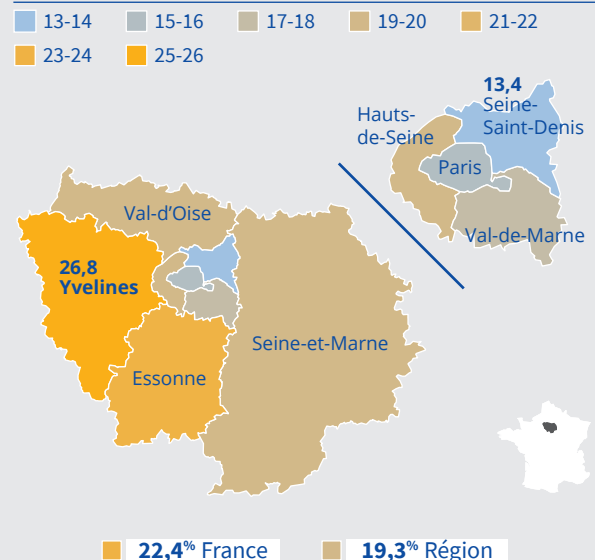 13-14 15-16 17-18 19-20 21-22
23-24 25-26
13,4
Seine-
Saint-Denis
Hauts-
de-Seine
Paris
Val-de-Marne
Val-d'Oise
26,8
Yvelines
Seine-et-Marne
Essonne
22,4% France 19,3% Région